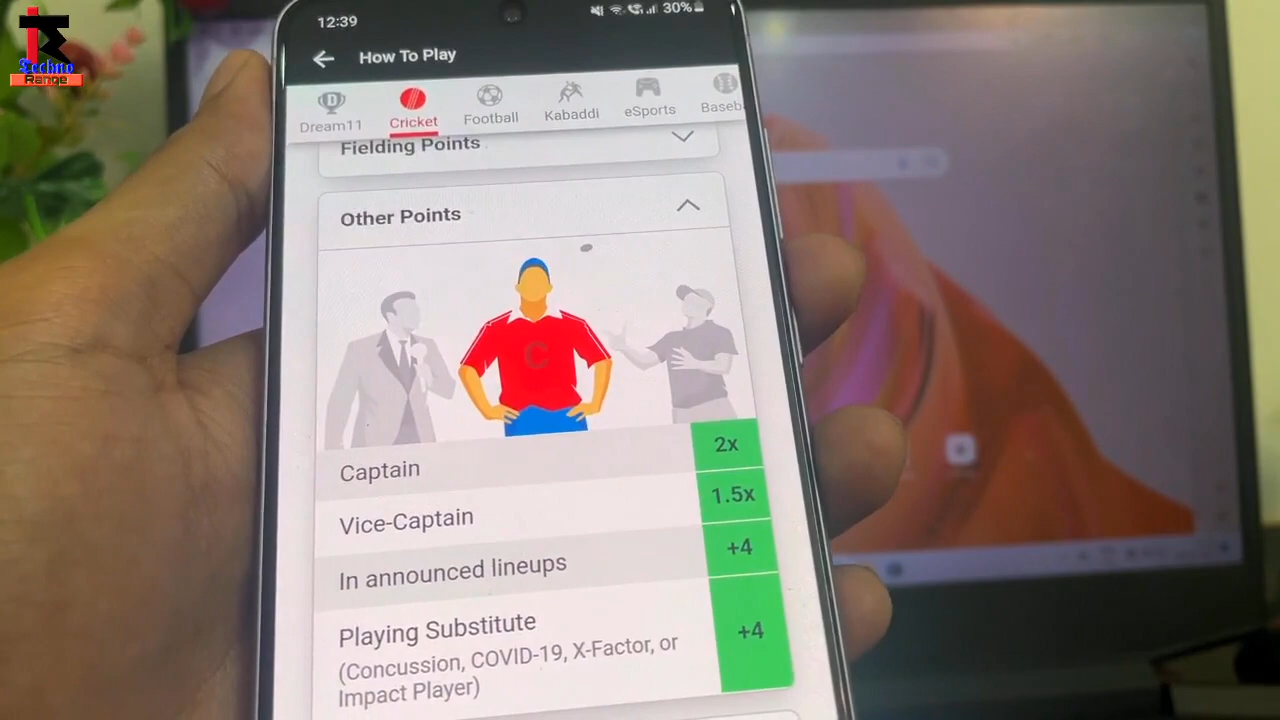 Techno
Range
12:39
30%
How To Play
Dream11
Cricket
Football
Kabaddi
eSports
Baseb
Fielding Points
Other Points
C
Captain
2x
Vice-Captain
1.5x
In announced lineups
+4
Playing Substitute
(Concussion, COVID-19, X-Factor, or
Impact Player)
+4